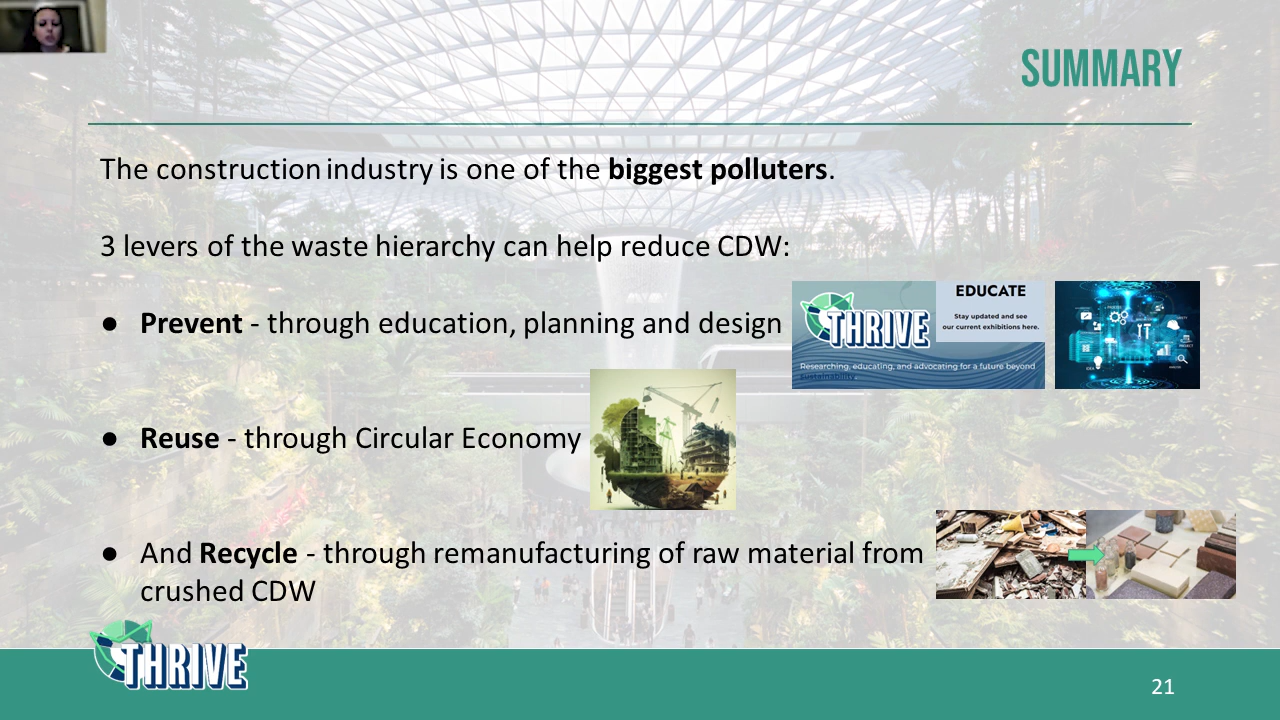 SUMMARY
The construction industry is one of the biggest polluters.
3 levers of the waste hierarchy can help reduce CDW:
● Prevent - through education, planning and design
THRIVE
EDUCATE
Stay updated and see
our current exhibitions here.
Researching, educating, and advocating for a future beyond
sustainability
● Reuse - through Circular Economy
● And Recycle - through remanufacturing of raw material from
crushed CDW
THRIVE
21